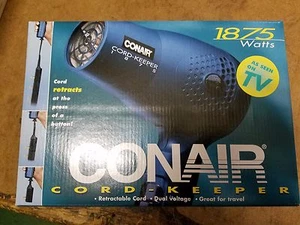 1875
Watts
CONAIR
CORD-KEEPER
AS SEEN
ON
TV
Cord
retracts
at the
press
of a
button!
CONAIR
CORD KEEPER
• Retractable Cord • Dual voltage • Great for travel